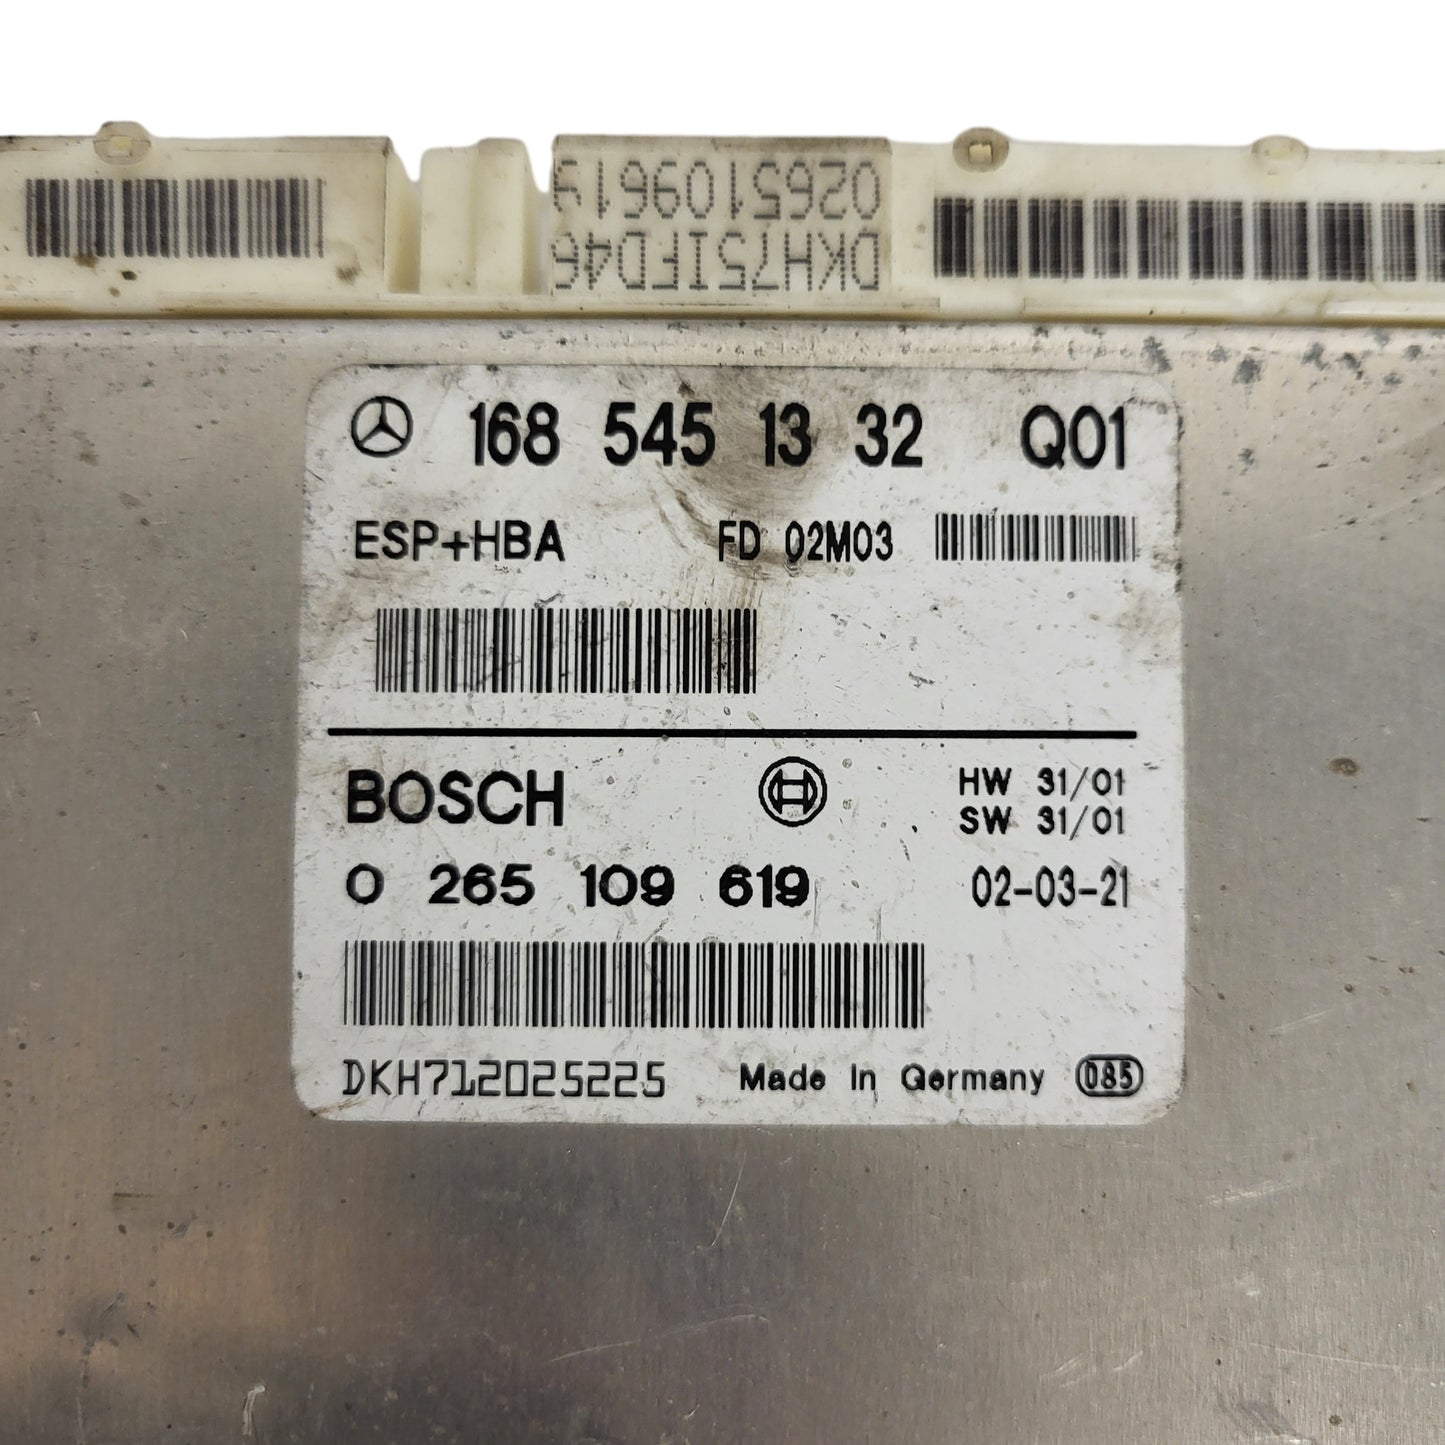 0265109619
DKH75IFD46
168 545 13 32 Q01
ESP+HBA FD 02M03
BOSCH HW 31/01
SW 31/01
0 265 109 619 02-03-21
DKH712025225
Made In Germany 085